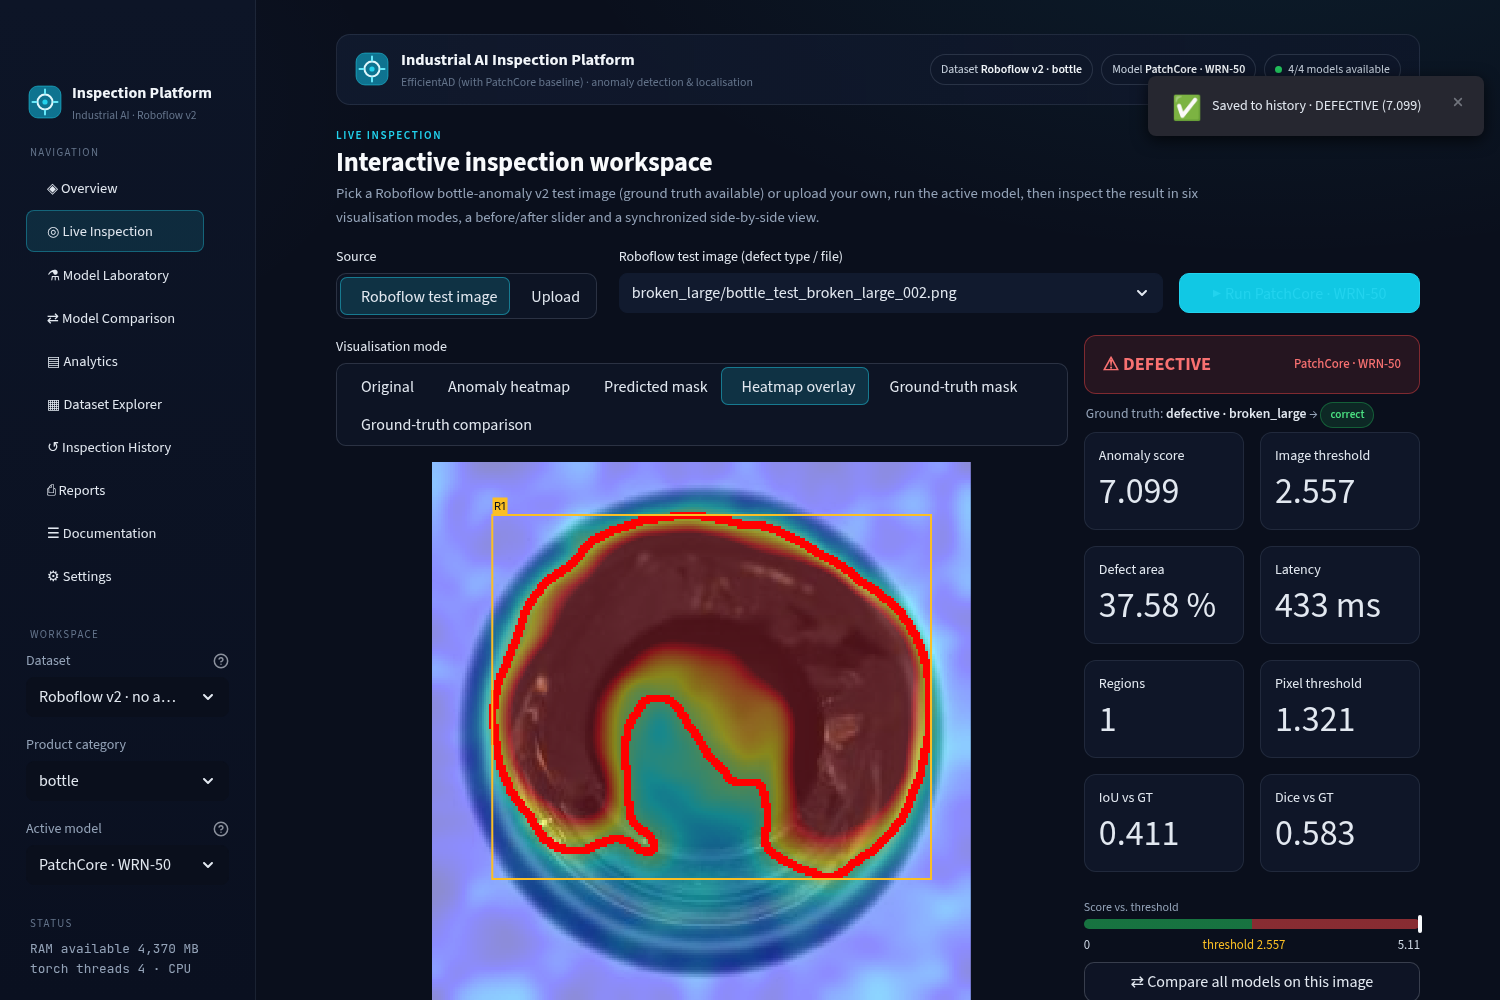 Inspection Platform
Industrial AI · Roboflow v2
NAVIGATION
◈ Overview
◎ Live Inspection
⚗ Model Laboratory
⇄ Model Comparison
▤ Analytics
▦ Dataset Explorer
↺ Inspection History
⎙ Reports
☰ Documentation
⚙ Settings
WORKSPACE
Dataset
Roboflow v2 · no a…
Product category
bottle
Active model
PatchCore · WRN-50
STATUS
RAM available 4,370 MB
torch threads 4 · CPU
Industrial AI Inspection Platform
EfficientAD (with PatchCore baseline) · anomaly detection & localisation
Dataset Roboflow v2 · bottle
Model PatchCore · WRN-50
4/4 models available
✅ Saved to history · DEFECTIVE (7.099)
LIVE INSPECTION
Interactive inspection workspace
Pick a Roboflow bottle-anomaly v2 test image (ground truth available) or upload your own, run the active model, then inspect the result in six
visualisation modes, a before/after slider and a synchronized side-by-side view.
Source
Roboflow test image
Upload
Roboflow test image (defect type / file)
broken_large/bottle_test_broken_large_002.png
▸ Run PatchCore · WRN-50
Visualisation mode
Original
Anomaly heatmap
Predicted mask
Heatmap overlay
Ground-truth mask
Ground-truth comparison
R1
⚠ DEFECTIVE
PatchCore · WRN-50
Ground truth: defective · broken_large → correct
Anomaly score
7.099
Image threshold
2.557
Defect area
37.58 %
Latency
433 ms
Regions
1
Pixel threshold
1.321
IoU vs GT
0.411
Dice vs GT
0.583
Score vs. threshold
0
threshold 2.557
5.11
⇄ Compare all models on this image